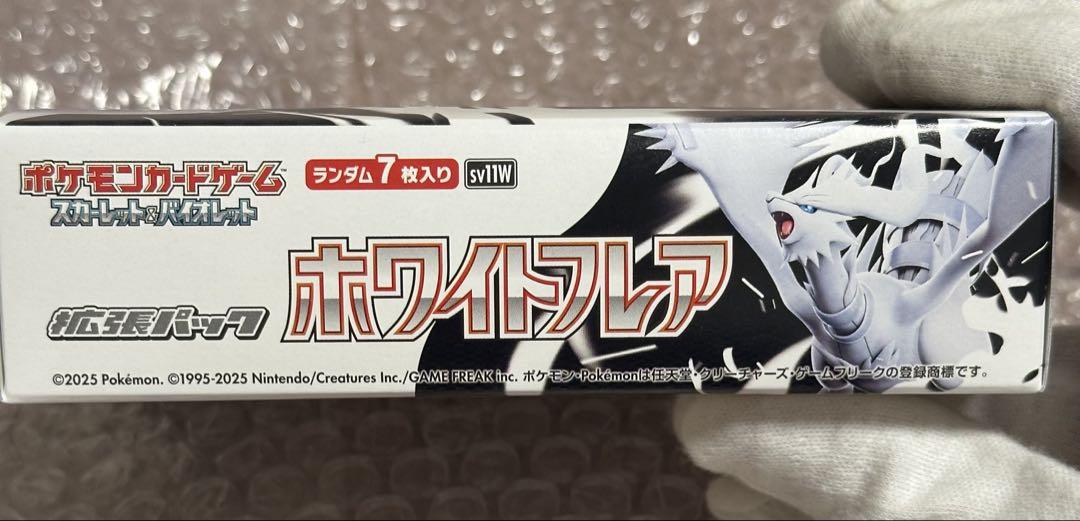 ポケモンカードゲーム ランダム7枚入り sv11W
スカーレット&バイオレット
拡張パック ホワイトフレア
©2025 Pokémon. ©1995-2025 Nintendo/Creatures Inc./GAME FREAK inc. ポケモン・Pokémonは任天堂・クリーチャーズ・ゲームフリークの登録商標です。